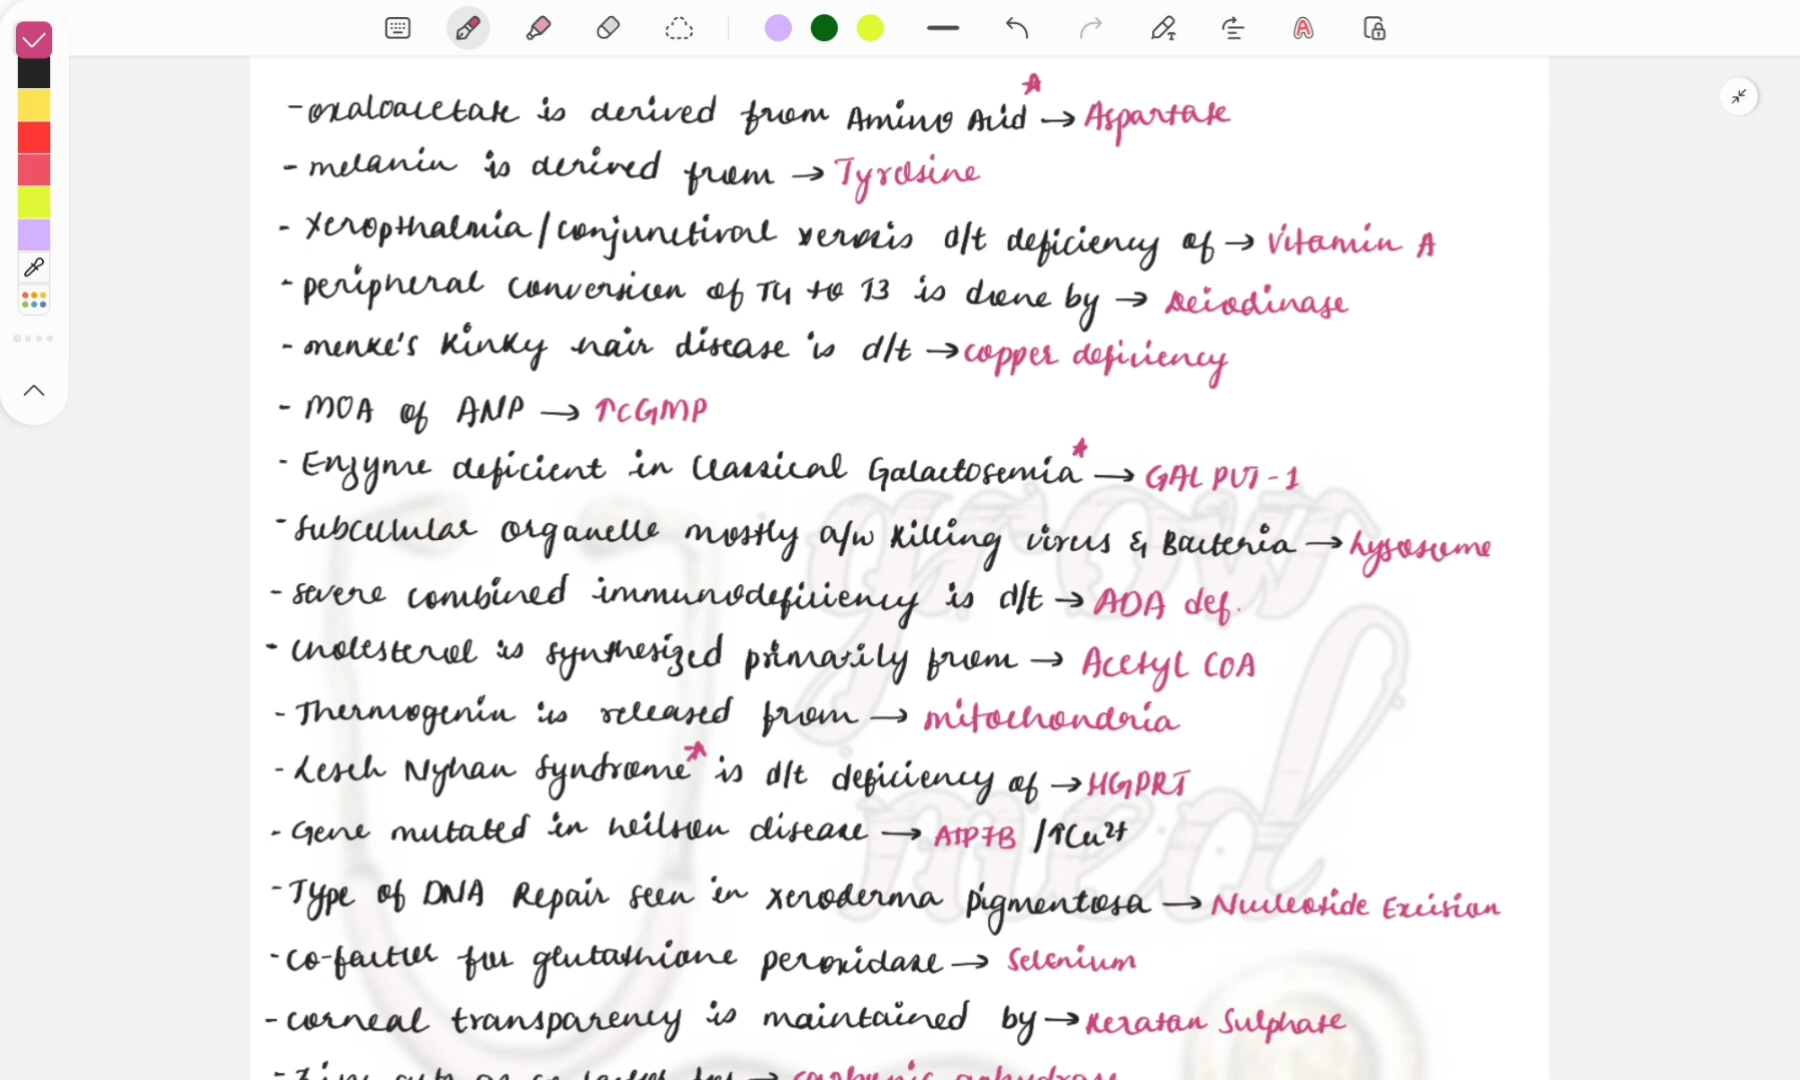 - oxaloacetate is derived from Amino Acid → Aspartate
- melanin is derived from → Tyrosine
- Xeropthalmia / conjunctival xerosis d/t deficiency of → Vitamin A
- peripheral conversion of T4 to T3 is done by → Deiodinase
- menke's Kinky hair disease is d/t → copper deficiency
- MOA of ANP → ↑cGMP
- Enzyme deficient in Classical Galactosemia → GALPUT-1
- Subcellular organelle mostly a/w killing virus & Bacteria → Lysosome
- severe combined immunodeficiency is d/t → ADA def.
- cholesterol is synthesized primarily from → Acetyl CoA
- Thermogenin is released from → mitochondria
- Lesch Nyhan Syndrome is d/t deficiency of → HGPRT
- Gene mutated in disease → ATP7B /↑Cu2+
- Type of DNA Repair seen in xeroderma pigmentosa → Nucleotide Excision
- co-factor for glutathione peroxidase → Selenium
- corneal transparency is maintained by → Keratan Sulphate
grow
med